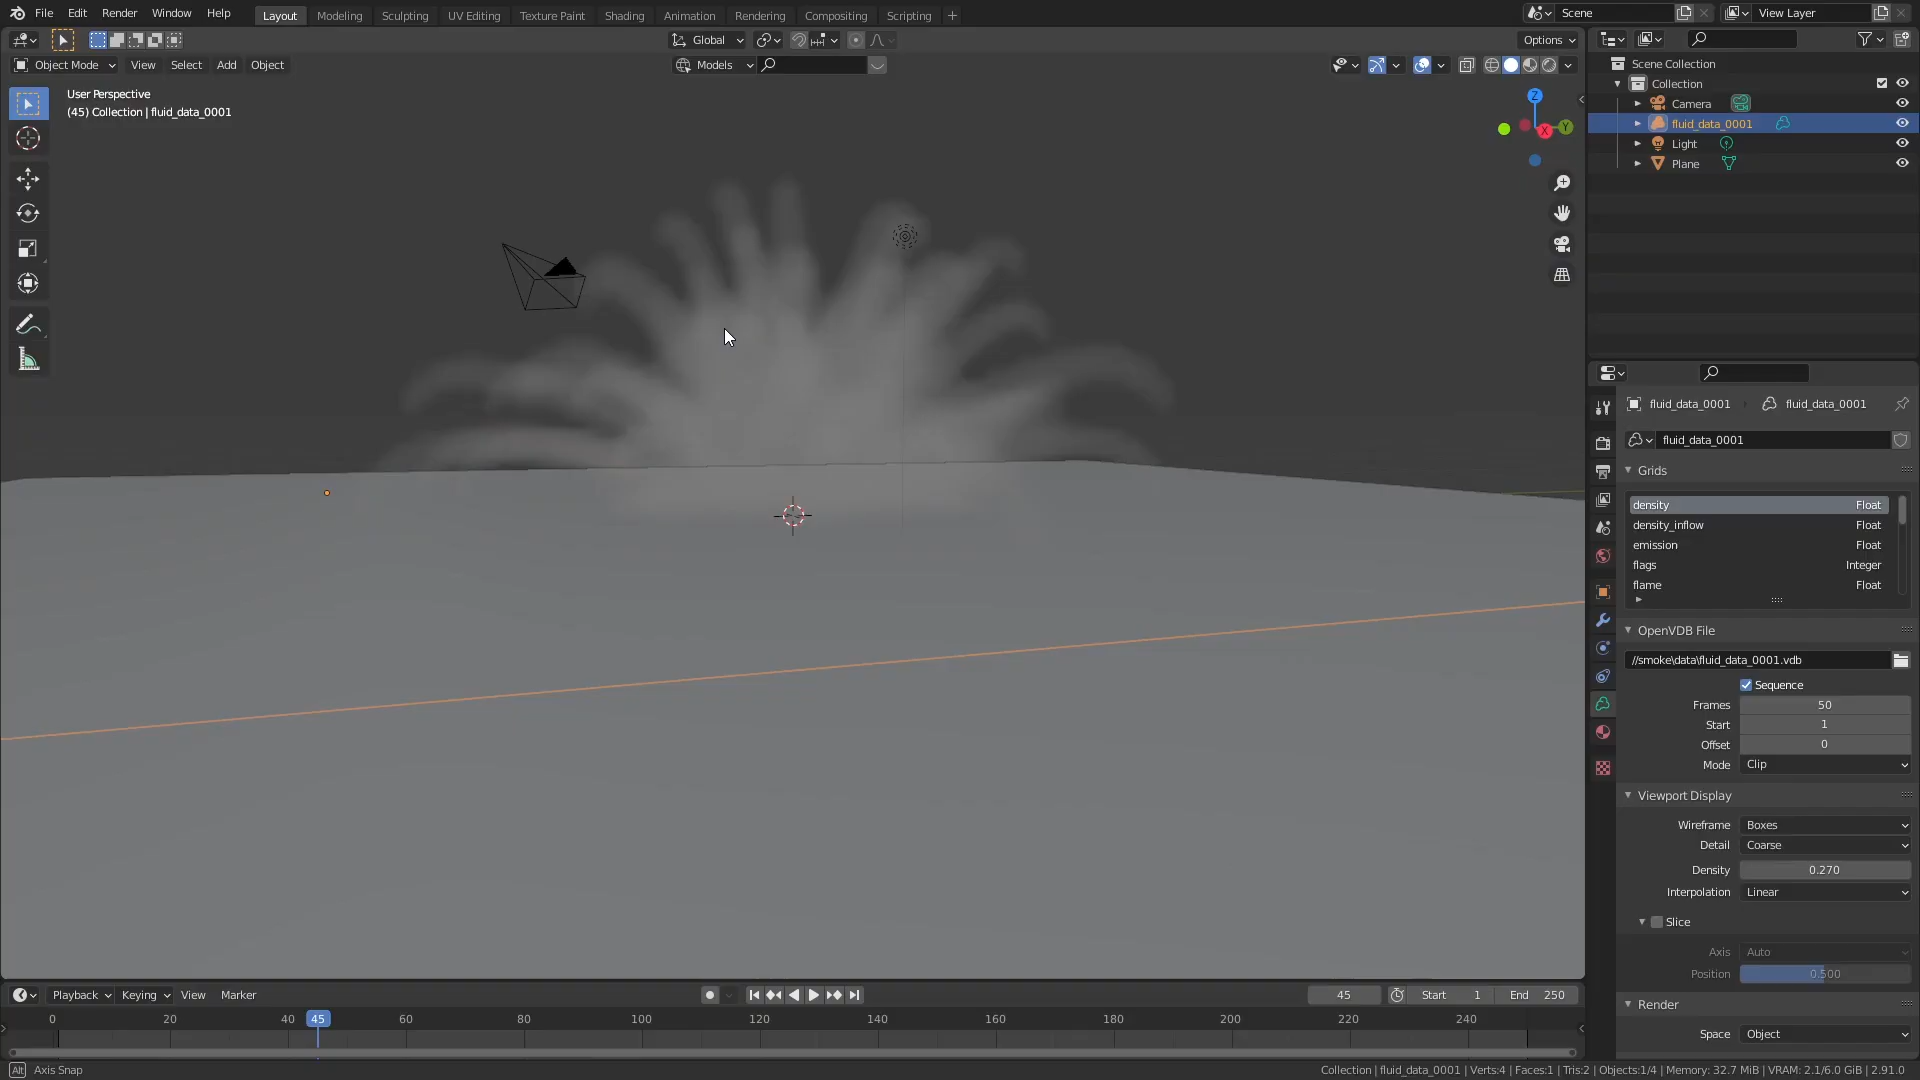 File Edit Render Window Help Layout Modeling Sculpting UV Editing Texture Paint Shading Animation Rendering Compositing Scripting + Scene View Layer
Global Options
Object Mode View Select Add Object Models
User Perspective
(45) Collection | fluid_data_0001
Z
X
Y
Scene Collection
Collection
Camera
fluid_data_0001
Light
Plane
fluid_data_0001 fluid_data_0001
fluid_data_0001
Grids
density Float
density_inflow Float
emission Float
flags Integer
flame Float
OpenVDB File
//smoke\data\fluid_data_0001.vdb
Sequence
Frames 50
Start 1
Offset 0
Mode Clip
Viewport Display
Wireframe Boxes
Detail Coarse
Density 0.270
Interpolation Linear
Slice
Axis Auto
Position 0.500
Render
Space Object
Playback Keying View Marker 45 Start 1 End 250
0 20 40 45 60 80 100 120 140 160 180 200 220 240
Alt Axis Snap Collection | fluid_data_0001 | Verts:4 | Faces:1 | Tris:2 | Objects:1/4 | Memory: 32.7 MiB | VRAM: 2.1/6.0 GiB | 2.91.0